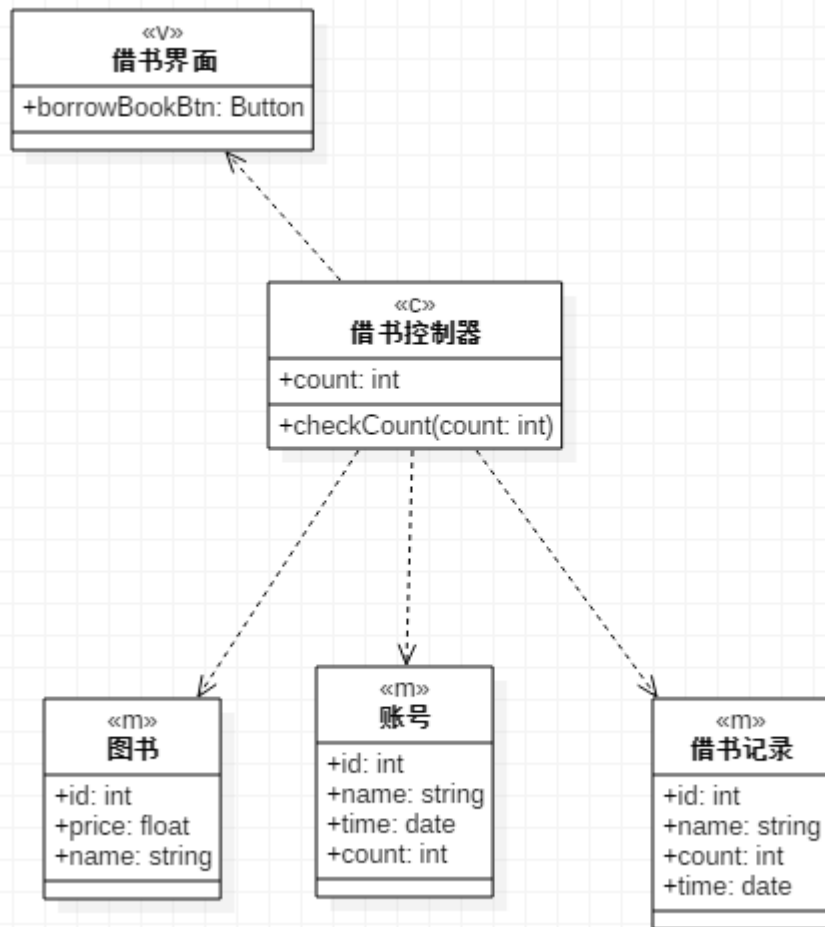 «v»
借书界面
+borrowBookBtn: Button
«c»
借书控制器
+count: int
+checkCount(count: int)
«m»
图书
+id: int
+price: float
+name: string
«m»
账号
+id: int
+name: string
+time: date
+count: int
«m»
借书记录
+id: int
+name: string
+count: int
+time: date